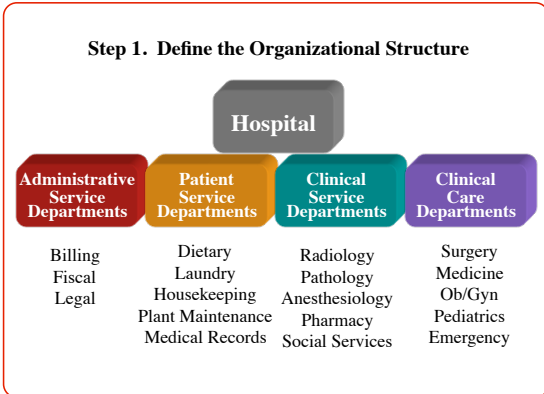 Step 1. Define the Organizational Structure
Hospital
Administrative
Service
Departments
Patient
Service
Departments
Clinical
Service
Departments
Clinical
Care
Departments
Billing
Fiscal
Legal
Dietary
Laundry
Housekeeping
Plant Maintenance
Medical Records
Radiology
Pathology
Anesthesiology
Pharmacy
Social Services
Surgery
Medicine
Ob/Gyn
Pediatrics
Emergency